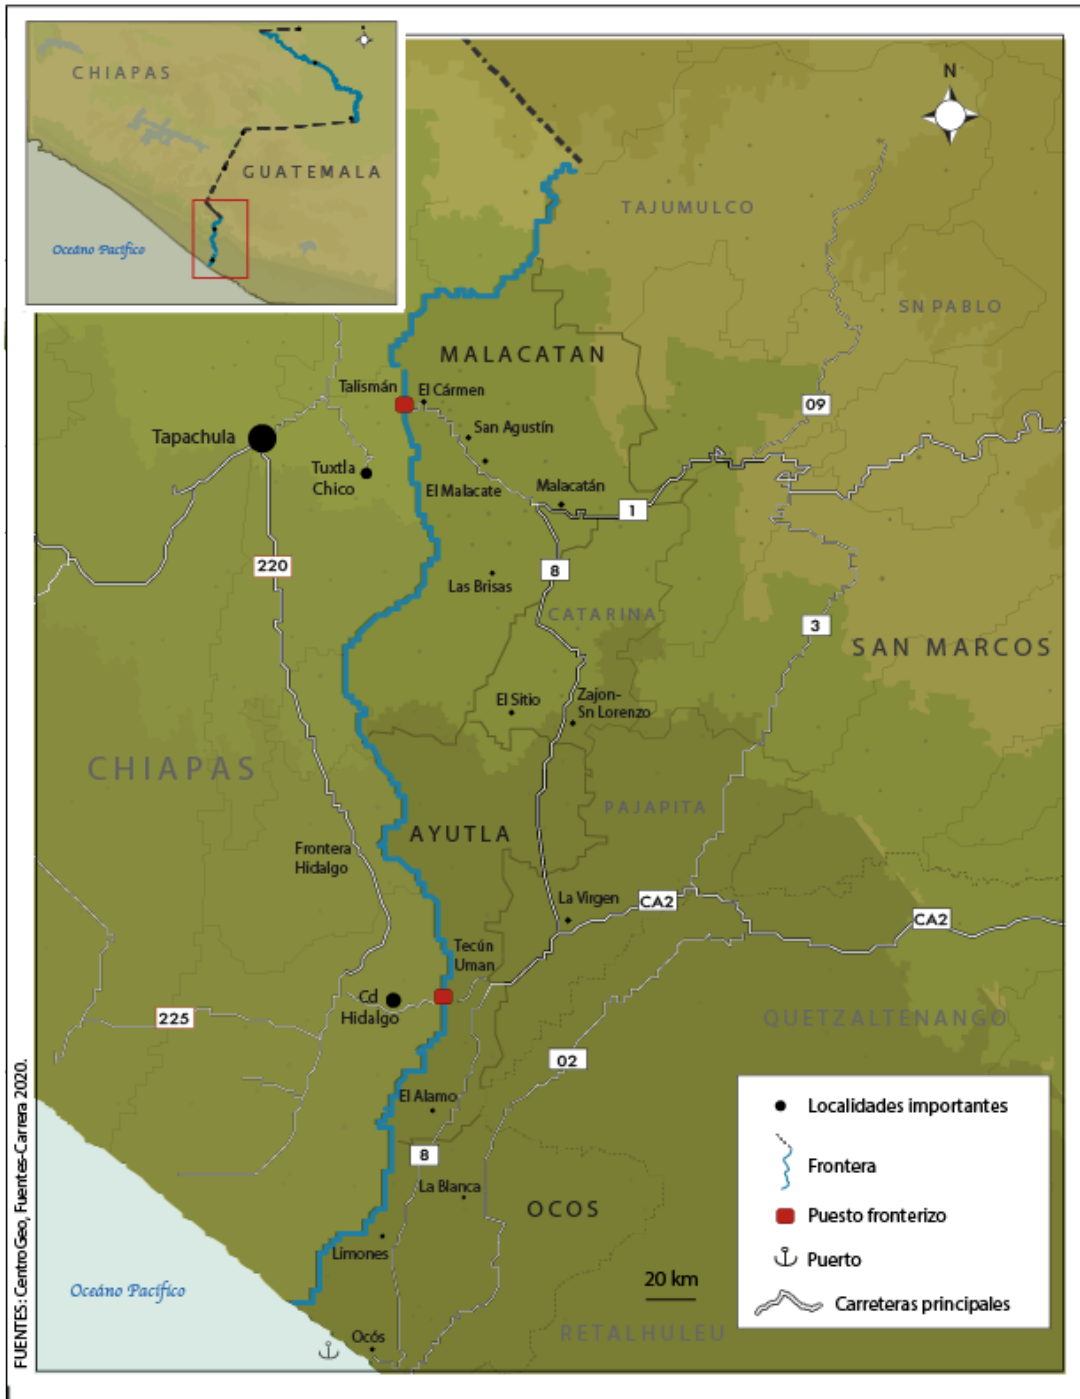 CHIAPAS
GUATEMALA
Oceáno Pacífico
N
TAJUMULCO
SN PABLO
MALACATAN
Talismán
El Cármen
09
San Agustín
Tapachula
Tuxtla
Chico
El Malacate
Malacatán
1
220
8
Las Brisas
CATARINA
3
SAN MARCOS
El Sitio
Zajon-
Sn Lorenzo
CHIAPAS
PAJAPITA
AYUTLA
Frontera
Hidalgo
La Virgen
CA2
CA2
Tecún
Uman
Cd
Hidalgo
225
QUETZALTENANGO
02
El Alamo
8
La Blanca
OCOS
Limones
Oceáno Pacífico
20 km
RETALHULEU
Ocós
Localidades importantes
Frontera
Puesto fronterizo
Puerto
Carreteras principales
FUENTES: CentroGeo, Fuentes-Carrera 2020.